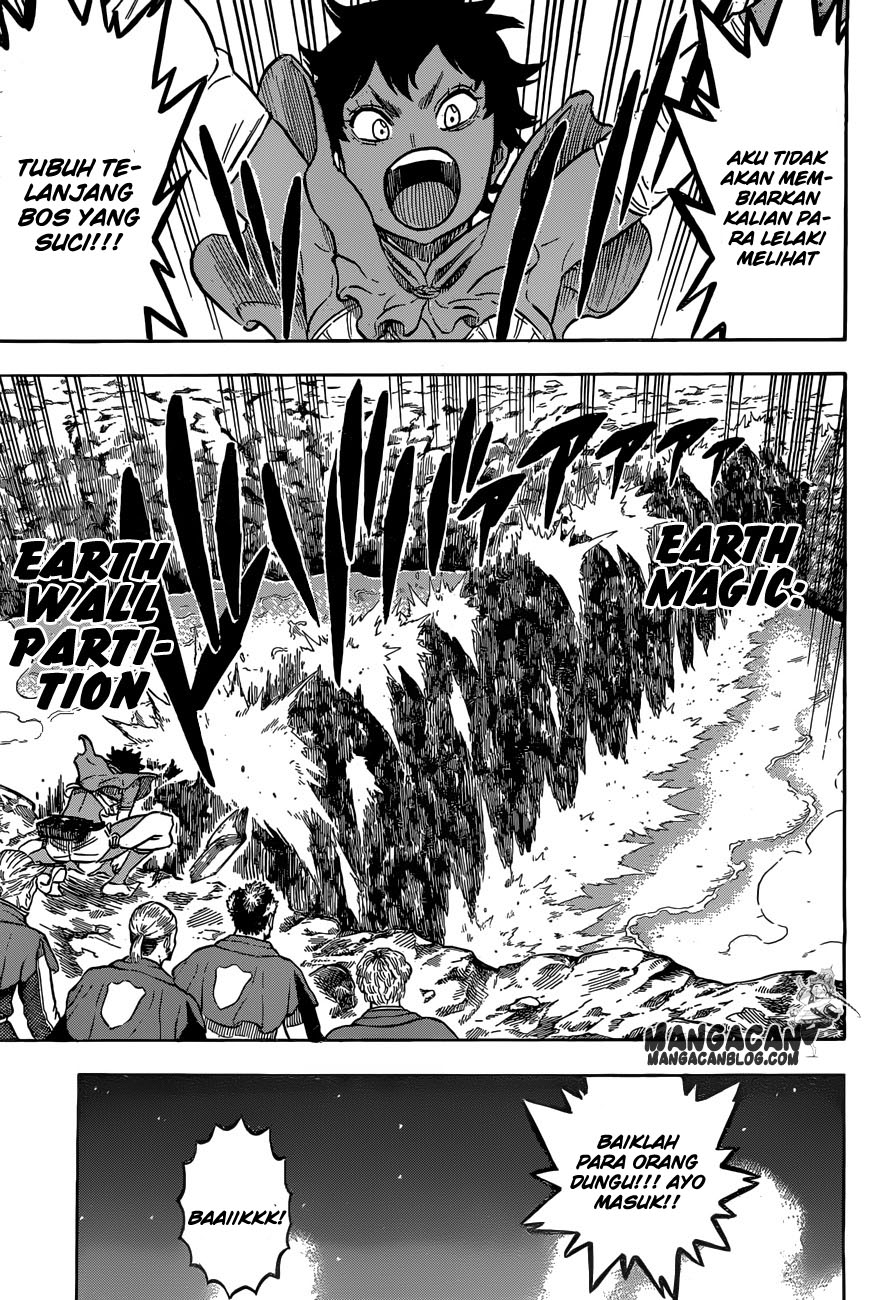 AKU TIDAK
AKAN MEM-
BIARKAN
KALIAN PA-
RA LELAKI
MELIHAT
TUBUH TE-
LANJANG
BOS YANG
SUCI!!!
EARTH
MAGIC:
EARTH
WALL
PARTI-
TION
MANGACAN
MANGACANBLOG.COM
BAIKLAH
PARA ORANG
DUNGU!!! AYO
MASUK!!
BAAIIKKK!